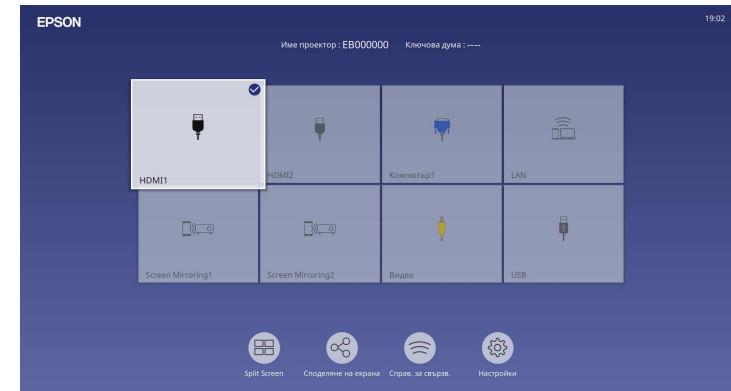 EPSON
19:02
Име проектор : EB000000 Ключова дума : ----
HDMI1 HDMI2 Компютър1 LAN
Screen Mirroring1 Screen Mirroring2 Видео USB
Split Screen Споделяне на екрана Справ. за свързв. Настройки